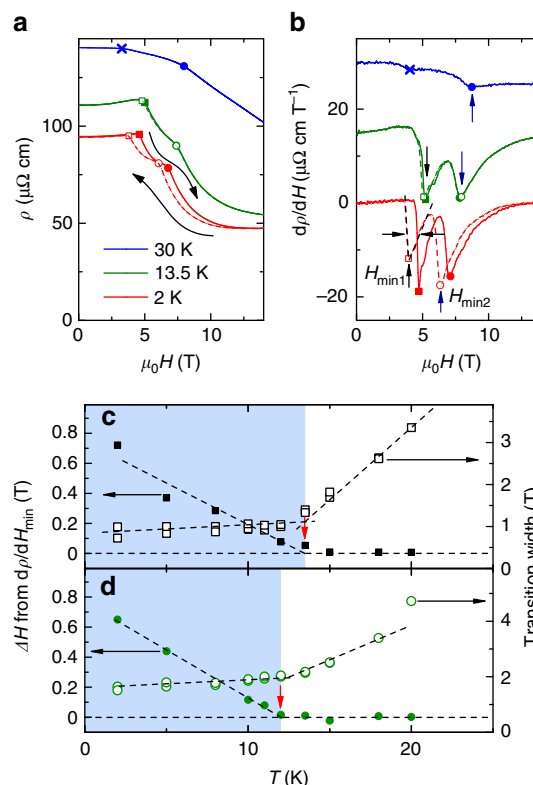 a
b
150
100
50
0
ρ (μΩ cm)
30 K
13.5 K
2 K
0 5 10
μ₀H (T)
20
0
−20
dρ/dH (μΩ cm T⁻¹)
Hmin1
Hmin2
0 5 10
μ₀H (T)
c
0.8
0.6
0.4
0.2
0
3
2
1
0
d
0.8
0.6
0.4
0.2
0
4
2
0
ΔH from dρ/dHmin (T)
Transition width (T)
0 5 10 15 20
T (K)